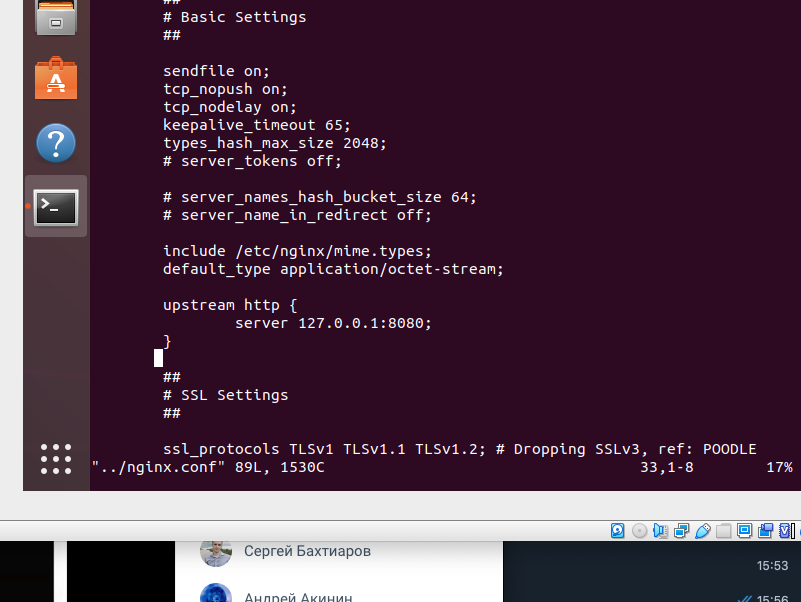 ##
# Basic Settings
##
sendfile on;
tcp_nopush on;
tcp_nodelay on;
keepalive_timeout 65;
types_hash_max_size 2048;
# server_tokens off;
# server_names_hash_bucket_size 64;
# server_name_in_redirect off;
include /etc/nginx/mime.types;
default_type application/octet-stream;
upstream http {
server 127.0.0.1:8080;
}
##
# SSL Settings
##
ssl_protocols TLSv1 TLSv1.1 TLSv1.2; # Dropping SSLv3, ref: POODLE
"../nginx.conf" 89L, 1530C 33,1-8 17%
Сергей Бахтиаров
15:53
Андрей Акинин
15:56